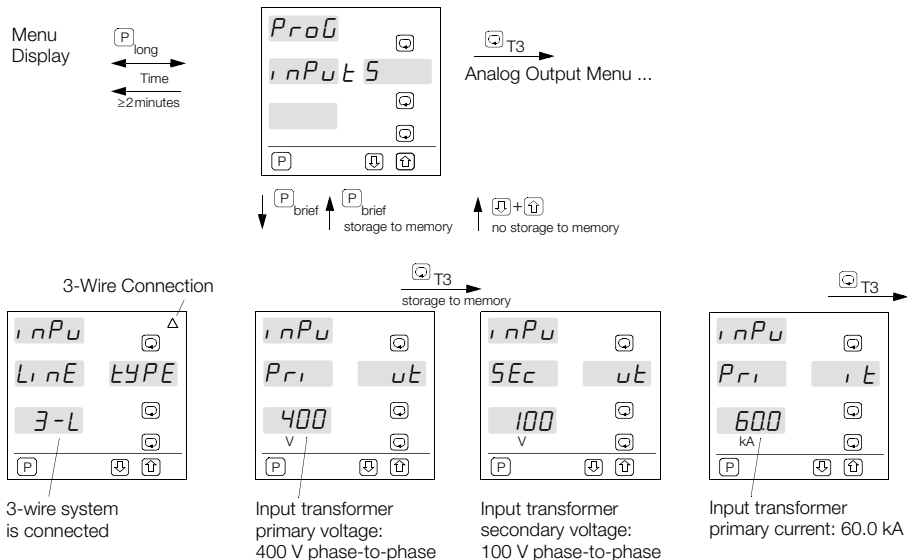 Menu
Display
P long
Time
≥2minutes
ProG
inPut S
P
T3
Analog Output Menu ...
P brief
P brief
storage to memory
+
no storage to memory
3-Wire Connection
T3
storage to memory
T3
inPu
LinE tYPE
3-L
P
inPu
Pri ut
400
V
P
inPu
SEc ut
100
V
P
inPu
Pri it
60.0
kA
P
3-wire system
is connected
Input transformer
primary voltage:
400 V phase-to-phase
Input transformer
secondary voltage:
100 V phase-to-phase
Input transformer
primary current: 60.0 kA